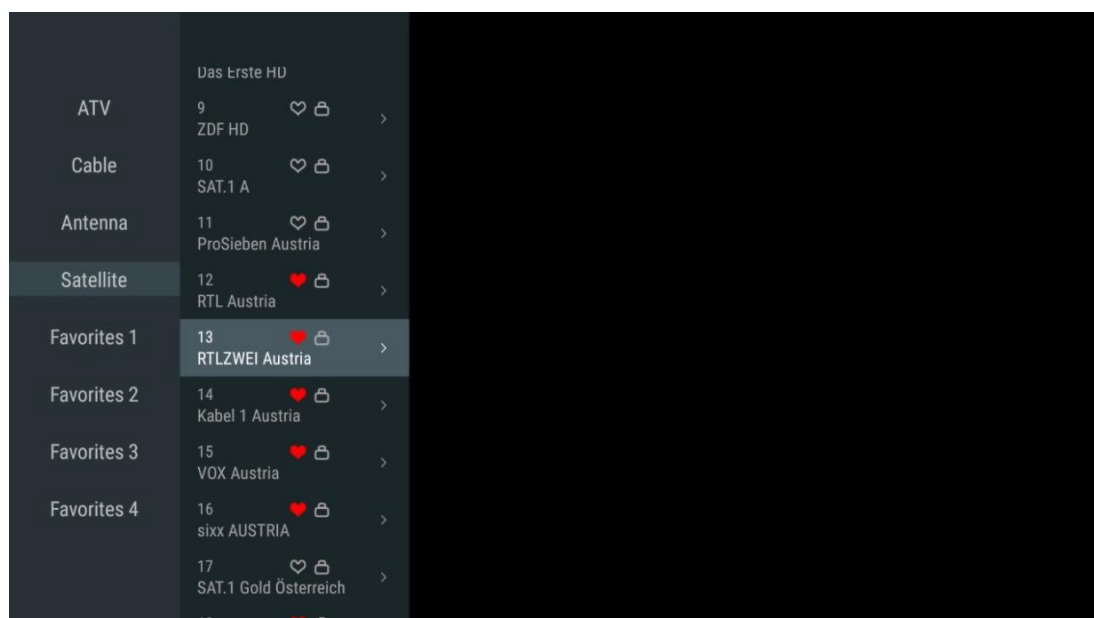 Das Erste HD
ATV
9
ZDF HD
Cable
10
SAT.1 A
Antenna
11
ProSieben Austria
Satellite
12
RTL Austria
Favorites 1
13
RTLZWEI Austria
Favorites 2
14
Kabel 1 Austria
Favorites 3
15
VOX Austria
Favorites 4
16
sixx AUSTRIA
17
SAT.1 Gold Österreich